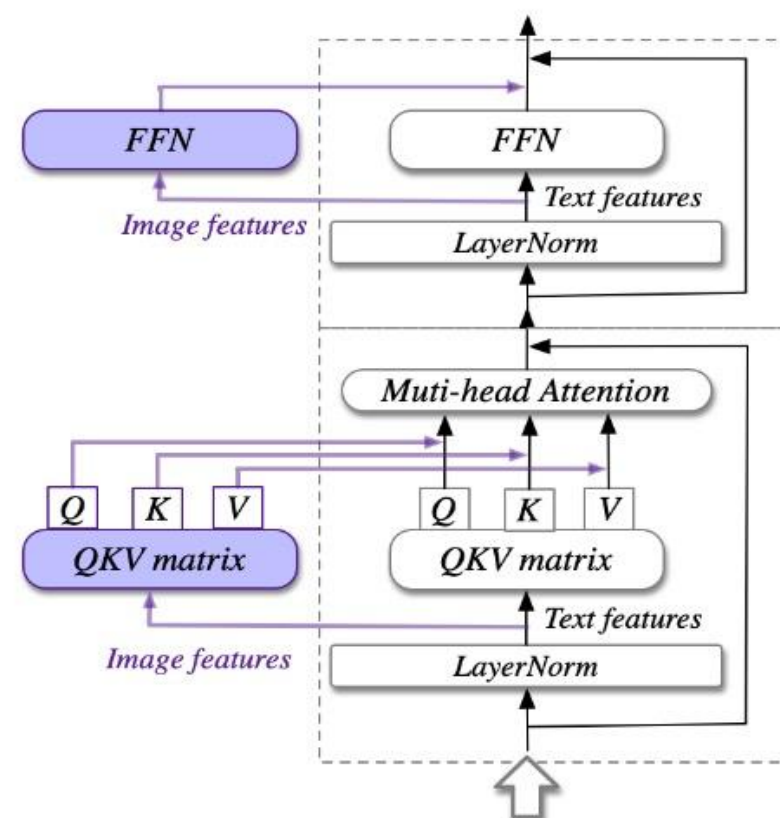 FFN
FFN
Image features
Text features
LayerNorm
Muti-head Attention
Q K V
Q K V
QKV matrix
QKV matrix
Image features
Text features
LayerNorm